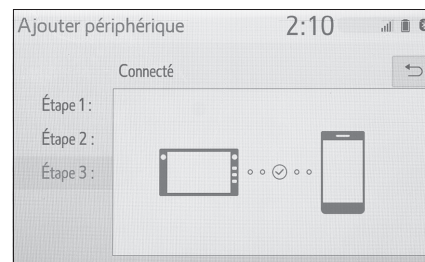 Ajouter périphérique 2:10
Connecté
Étape 1 :
Étape 2 :
Étape 3 :